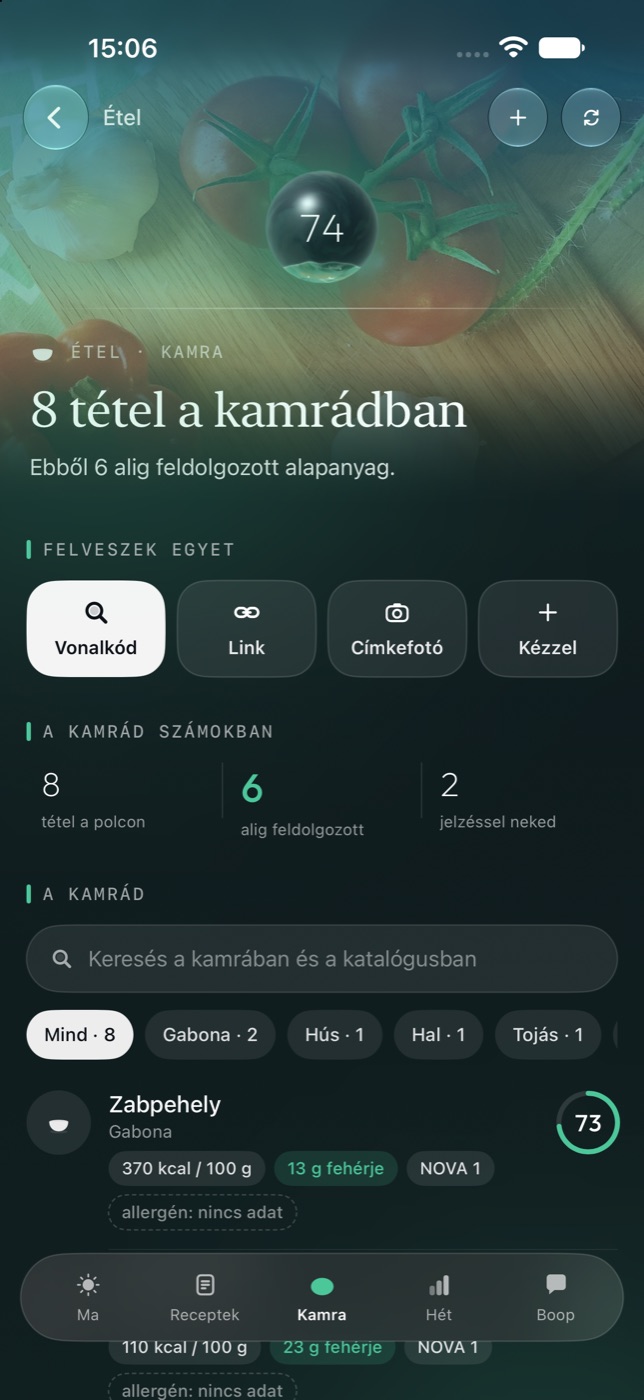 15:06
Étel
74
ÉTEL · KAMRA
8 tétel a kamrádban
Ebből 6 alig feldolgozott alapanyag.
FELVESZEK EGYET
Vonalkód
Link
Címkefotó
Kézzel
A KAMRÁD SZÁMOKBAN
8
tétel a polcon
6
alig feldolgozott
2
jelzéssel neked
A KAMRÁD
Keresés a kamrában és a katalógusban
Mind · 8
Gabona · 2
Hús · 1
Hal · 1
Tojás · 1
Zabpehely
Gabona
73
370 kcal / 100 g
13 g fehérje
NOVA 1
allergén: nincs adat
Ma
Receptek
Kamra
Hét
Boop
110 kcal / 100 g
23 g fehérje
NOVA 1
allergén: nincs adat